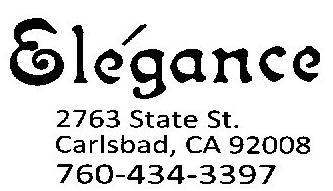 Elégance
2763 State St.
Carlsbad, CA 92008
760-434-3397